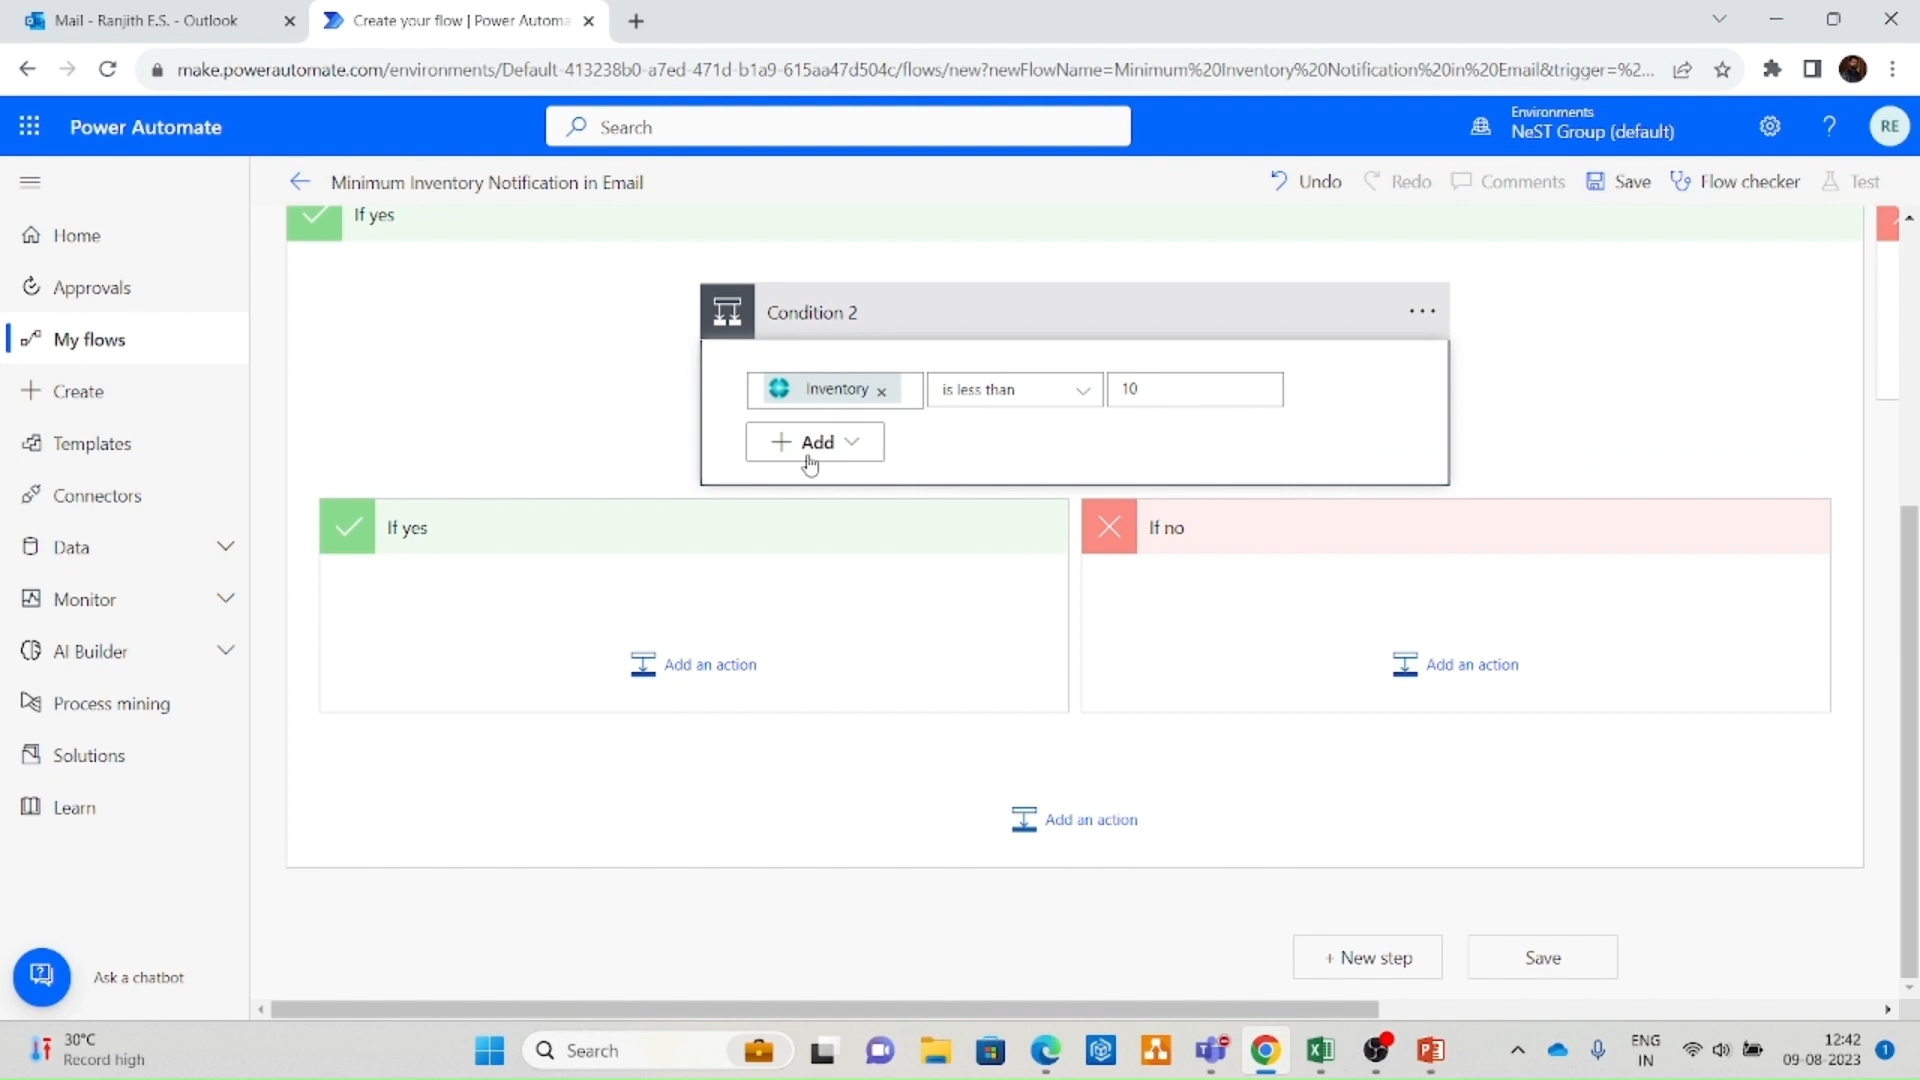 Mail - Ranjith E.S. - Outlook
Create your flow | Power Automa
make.powerautomate.com/environments/Default-413238b0-a7ed-471d-b1a9-615aa47d504c/flows/new?newFlowName=Minimum%20Inventory%20Notification%20in%20Email&trigger=%2...
Power Automate
Search
Environments
NeST Group (default)
RE
Minimum Inventory Notification in Email
Undo
Redo
Comments
Save
Flow checker
Test
Home
Approvals
My flows
Create
Templates
Connectors
Data
Monitor
AI Builder
Process mining
Solutions
Learn
Ask a chatbot
If yes
Condition 2
Inventory
is less than
10
Add
If yes
If no
Add an action
Add an action
Add an action
+ New step
Save
30°C
Record high
Search
ENG
IN
12:42
09-08-2023
1